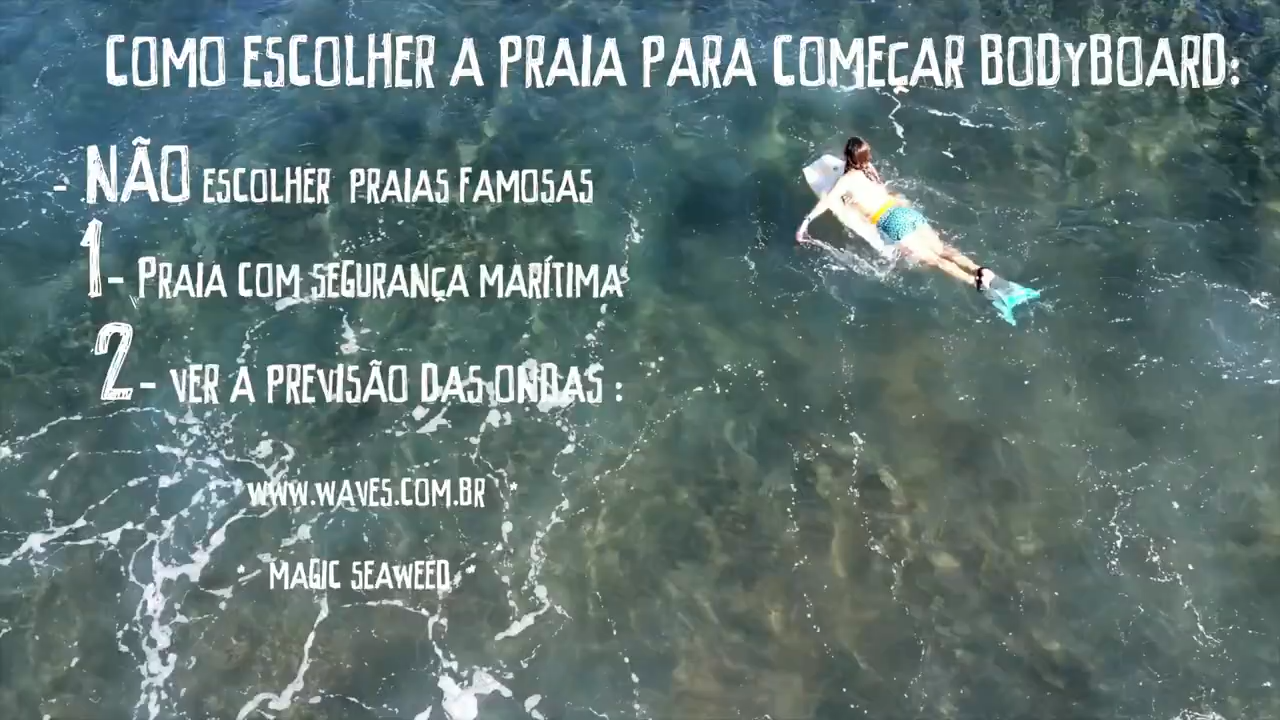 COMO ESCOLHER A PRAIA PARA COMEÇAR BODYBOARD:
- NÃO ESCOLHER PRAIAS FAMOSAS
1- PRAIA COM SEGURANÇA MARÍTIMA
2- VER A PREVISÃO DAS ONDAS :
WWW.WAVES.COM.BR *
* MAGIC SEAWEED *